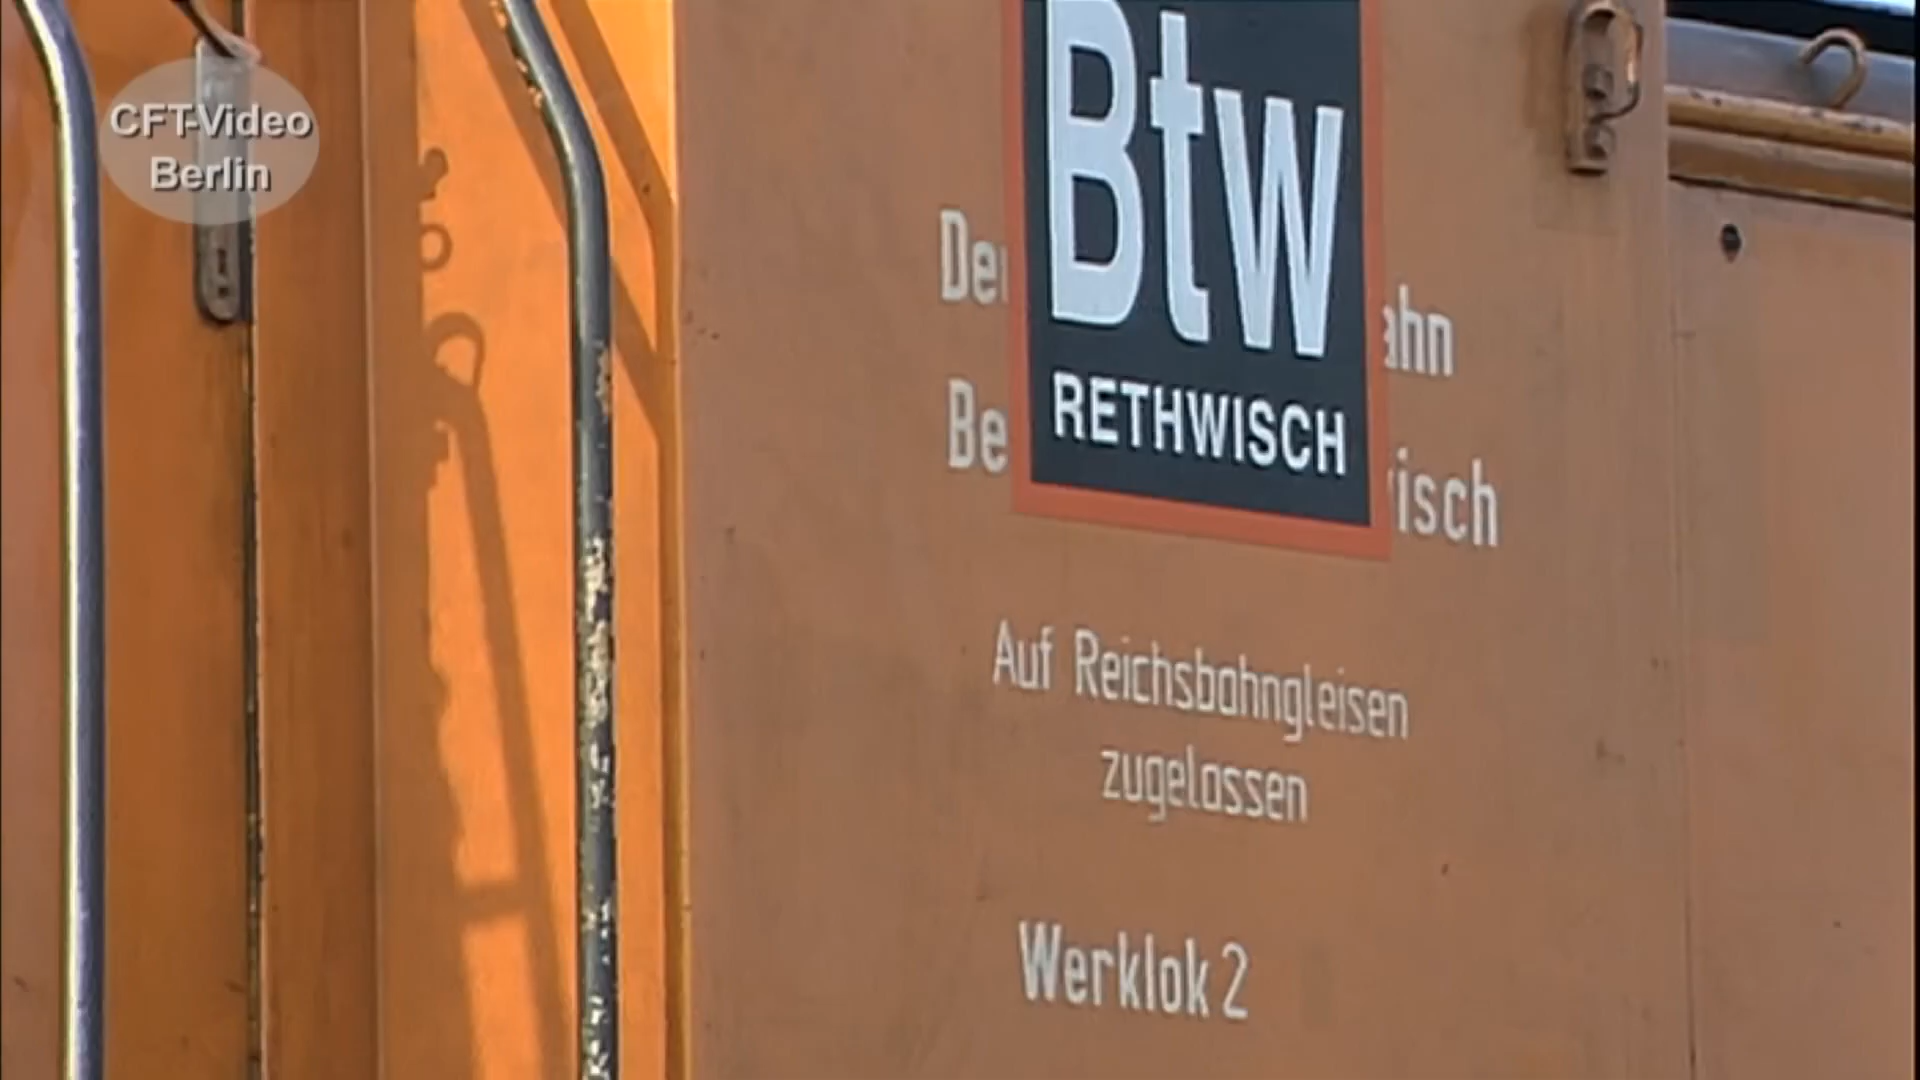 CFT-Video
Berlin
Btw
RETHWISCH
Auf Reichsbahngleisen
zugelassen
Werklok 2